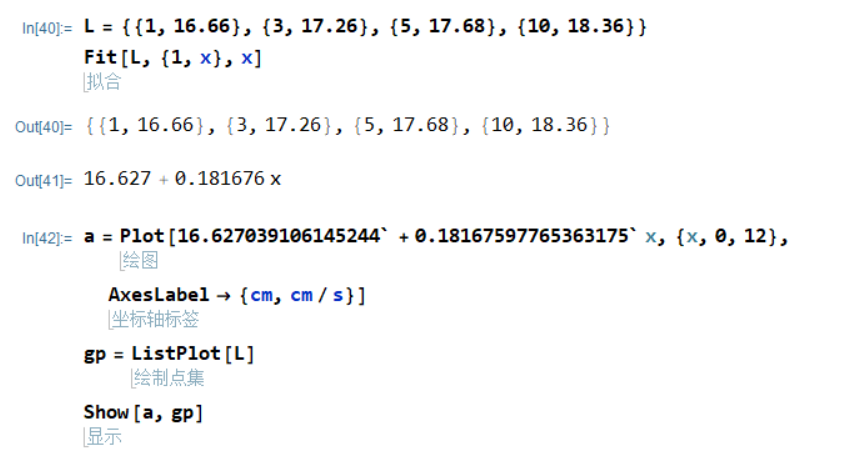 In[40]:= L = {{1, 16.66}, {3, 17.26}, {5, 17.68}, {10, 18.36}}
Fit[L, {1, x}, x]
拟合
Out[40]= {{1, 16.66}, {3, 17.26}, {5, 17.68}, {10, 18.36}}
Out[41]= 16.627 + 0.181676 x
In[42]:= a = Plot[16.627039106145244` + 0.18167597765363175` x, {x, 0, 12},
绘图
AxesLabel → {cm, cm / s}]
坐标轴标签
gp = ListPlot[L]
绘制点集
Show[a, gp]
显示